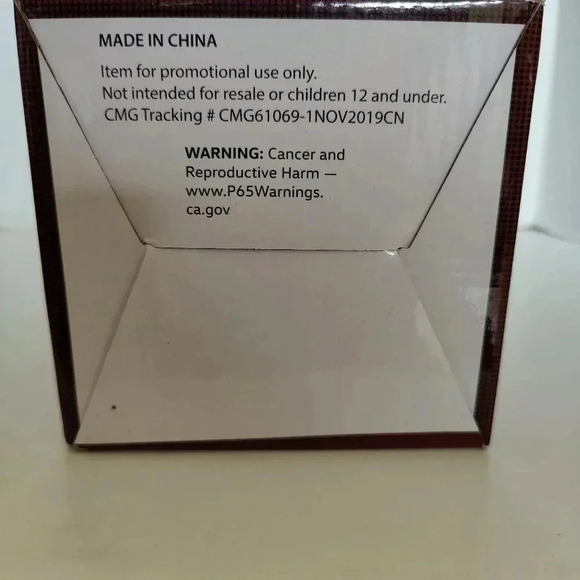 MADE IN CHINA
Item for promotional use only.
Not intended for resale or children 12 and under.
CMG Tracking # CMG61069-1NOV2019CN
WARNING: Cancer and
Reproductive Harm —
www.P65Warnings.
ca.gov